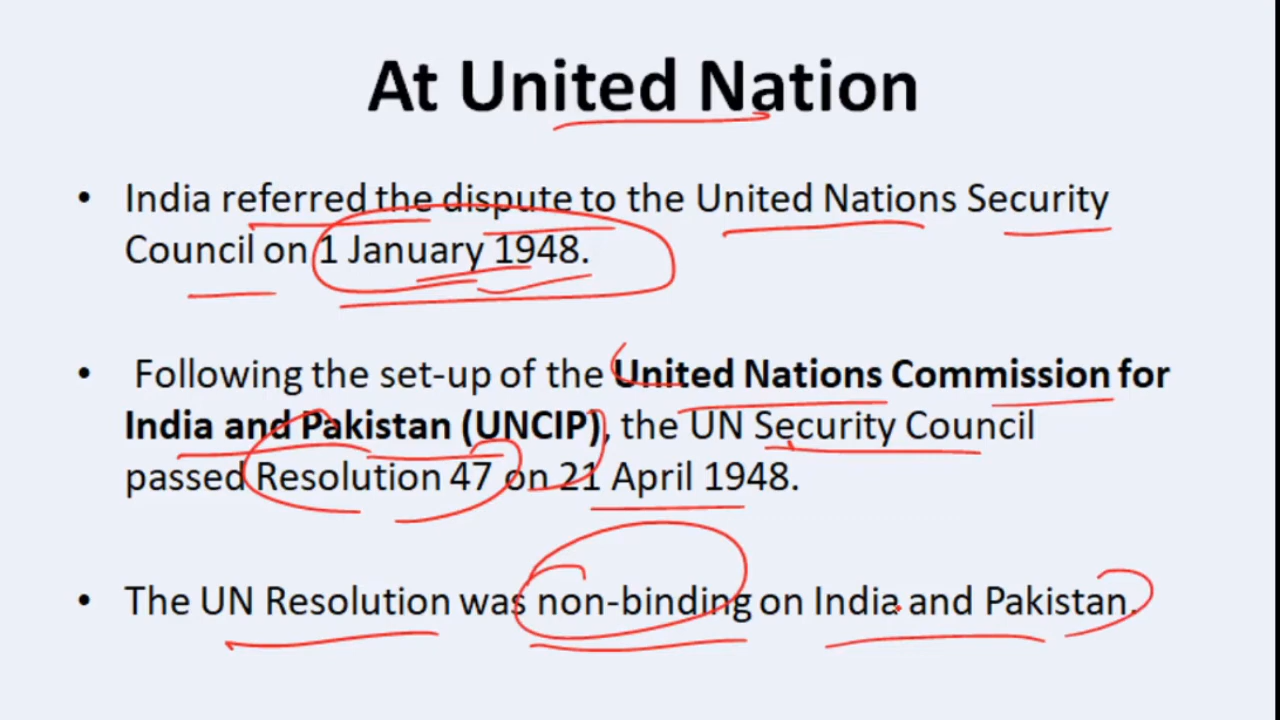 At United Nation
• India referred the dispute to the United Nations Security
Council on 1 January 1948.
• Following the set-up of the United Nations Commission for
India and Pakistan (UNCIP), the UN Security Council
passed Resolution 47 on 21 April 1948.
• The UN Resolution was non-binding on India and Pakistan.